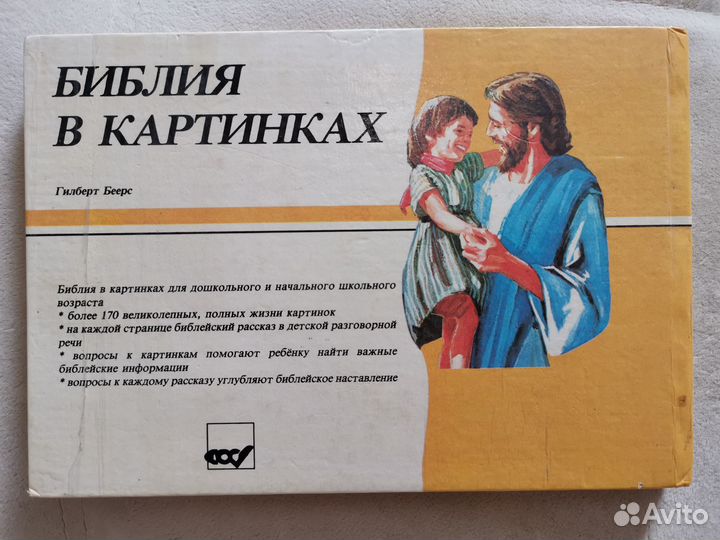 БИБЛИЯ
В КАРТИНКАХ
Гилберт Беерс
Библия в картинках для дошкольного и начального школьного
возраста
* более 170 великолепных, полных жизни картинок
* на каждой странице библейский рассказ в детской разговорной
речи
* вопросы к картинкам помогают ребёнку найти важные
библейские информации
* вопросы к каждому рассказу углубляют библейское наставление
Avito